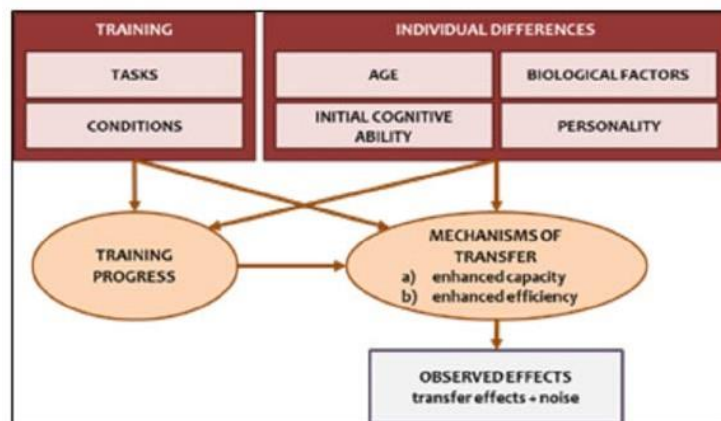 TRAINING
TASKS
CONDITIONS
INDIVIDUAL DIFFERENCES
AGE
BIOLOGICAL FACTORS
INITIAL COGNITIVE
ABILITY
PERSONALITY
TRAINING
PROGRESS
MECHANISMS OF
TRANSFER
a) enhanced capacity
b) enhanced efficiency
OBSERVED EFFECTS
transfer effects + noise